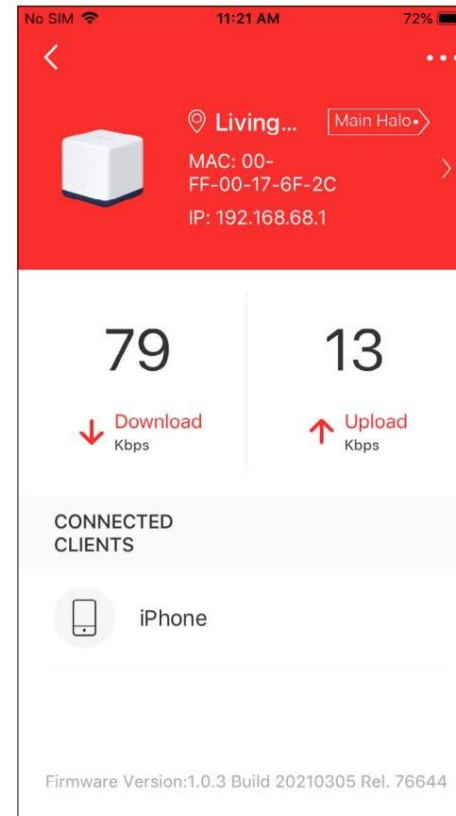 No SIM 11:21 AM 72%
Living... Main Halo
MAC: 00-
FF-00-17-6F-2C
IP: 192.168.68.1
79 13
Download Upload
Kbps Kbps
CONNECTED
CLIENTS
iPhone
Firmware Version:1.0.3 Build 20210305 Rel. 76644